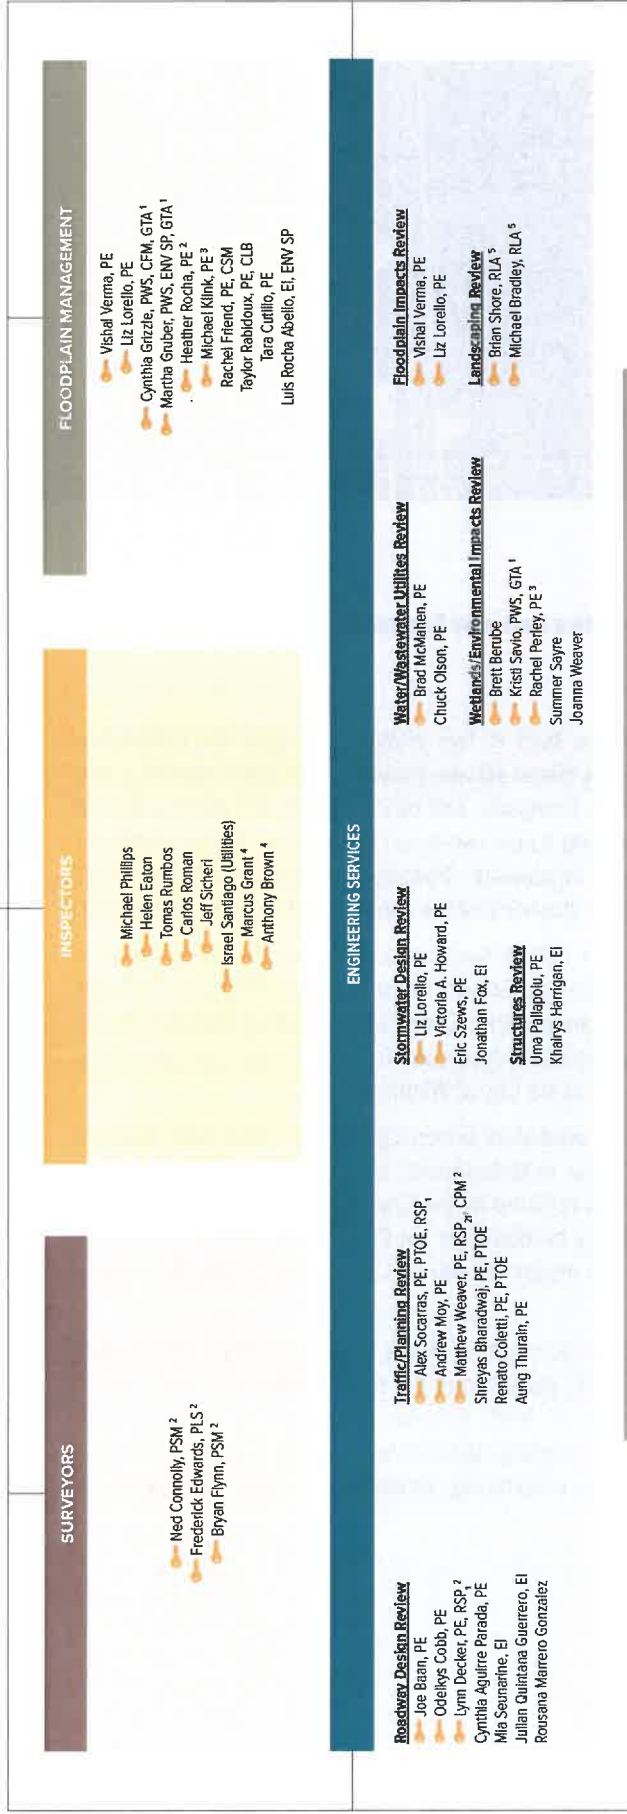 SURVEYORS
Ned Connolly, PSM 2
Frederick Edwards, PLS 2
Bryan Flynn, PSM 2
INSPECTORS
Michael Phillips
Helen Eaton
Tomas Rumbos
Carlos Roman
Jeff Sicheri
Israel Santiago (Utilities)
Marcus Grant 4
Anthony Brown 4
FLOODPLAIN MANAGEMENT
Vishal Verma, PE
Liz Lorello, PE
Cynthia Grizzle, PWS, CFM, GTA 1
Martha Gruber, PWS, ENV SP, GTA 1
Heather Rocha, PE 2
Michael Klink, PE 3
Rachel Friend, PE, CSM
Taylor Rabidoux, PE, CLB
Tara Cutillo, PE
Luis Rocha Abello, EI, ENV SP
ENGINEERING SERVICES
Roadway Design Review
Joe Baan, PE
Odelkys Cobb, PE
Lynn Decker, PE, RSP1 2
Cynthia Aguirre Parada, PE
Mia Seunarine, EI
Julian Quintana Guerrero, EI
Rousana Marrero Gonzalez
Traffic/Planning Review
Alex Socarras, PE, PTOE, RSP1
Andrew Moy, PE
Matthew Weaver, PE, RSP2I, CPM 2
Shreyas Bharadwaj, PE, PTOE
Renato Coletti, PE, PTOE
Aung Thurain, PE
Stormwater Design Review
Liz Lorello, PE
Victoria A. Howard, PE
Eric Szews, PE
Jonathan Fox, EI
Structures Review
Uma Pallapolu, PE
Khairys Harrigan, EI
Water/Wastewater Utilites Review
Brad McMahen, PE
Chuck Olson, PE
Wetlands/Environmental Impacts Review
Brett Berube
Kristi Savio, PWS, GTA 1
Rachel Perley, PE 3
Summer Sayre
Joanna Weaver
Floodplain Impacts Review
Vishal Verma, PE
Liz Lorello, PE
Landscaping Review
Brian Shore, RLA 5
Michael Bradley, RLA 5